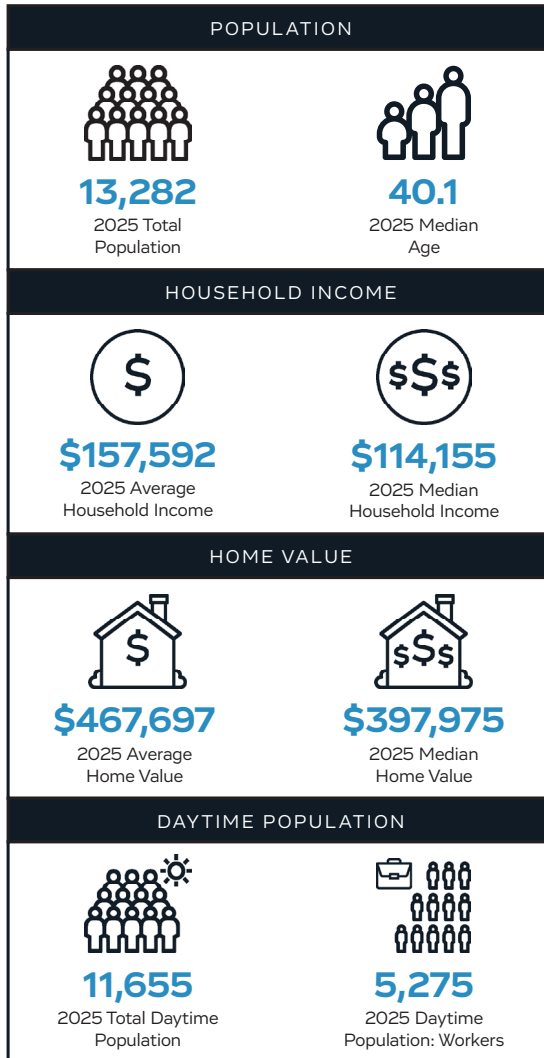 POPULATION
13,282
2025 Total
Population
40.1
2025 Median
Age
HOUSEHOLD INCOME
$
$157,592
2025 Average
Household Income
$$$
$114,155
2025 Median
Household Income
HOME VALUE
$
$467,697
2025 Average
Home Value
$$$
$397,975
2025 Median
Home Value
DAYTIME POPULATION
11,655
2025 Total Daytime
Population
5,275
2025 Daytime
Population: Workers